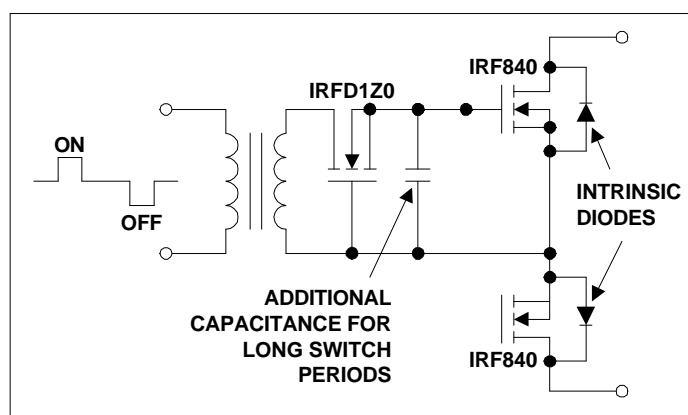 IRF840
IRFD1Z0
ON
OFF
INTRINSIC
DIODES
ADDITIONAL
CAPACITANCE FOR
LONG SWITCH
PERIODS
IRF840